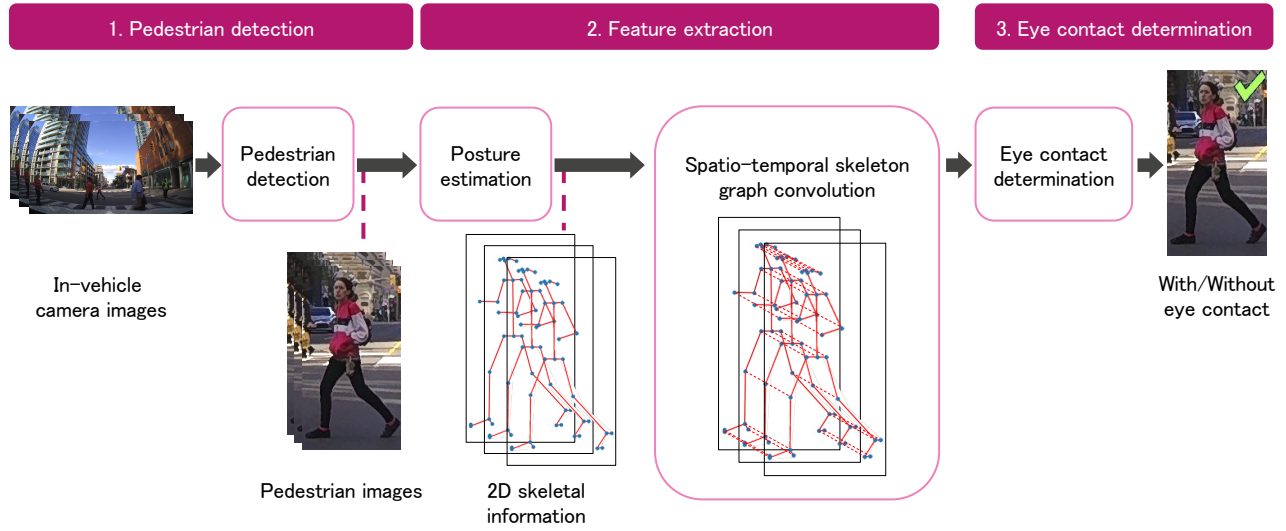 1. Pedestrian detection
2. Feature extraction
3. Eye contact determination
Pedestrian
detection
Posture
estimation
Spatio-temporal skeleton
graph convolution
Eye contact
determination
In-vehicle
camera images
Pedestrian images
2D skeletal
information
With/Without
eye contact